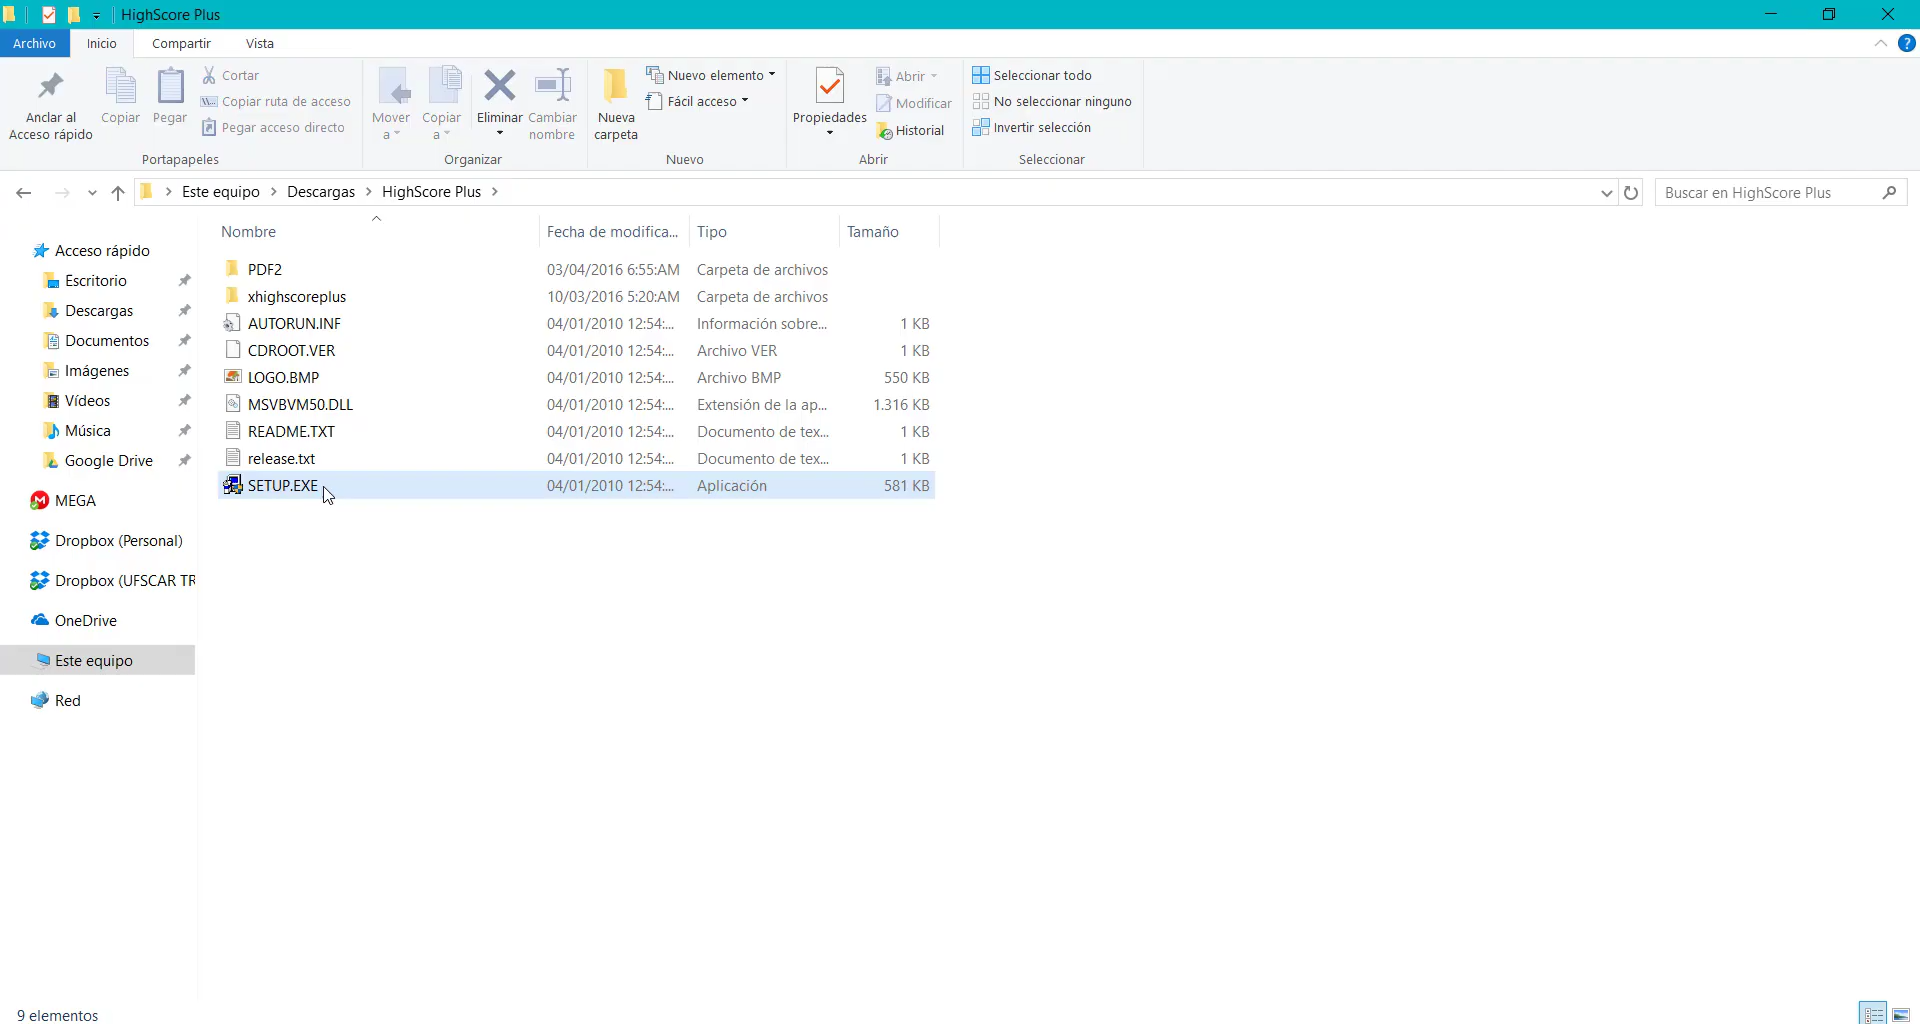 HighScore Plus
Archivo Inicio Compartir Vista
Anclar al Acceso rápido
Copiar
Pegar
Cortar
Copiar ruta de acceso
Pegar acceso directo
Portapapeles
Mover a
Copiar a
Eliminar
Cambiar nombre
Organizar
Nueva carpeta
Nuevo elemento
Fácil acceso
Nuevo
Propiedades
Abrir
Modificar
Historial
Abrir
Seleccionar todo
No seleccionar ninguno
Invertir selección
Seleccionar
Este equipo > Descargas > HighScore Plus >
Buscar en HighScore Plus
Acceso rápido
Escritorio
Descargas
Documentos
Imágenes
Vídeos
Música
Google Drive
MEGA
Dropbox (Personal)
Dropbox (UFSCAR TR
OneDrive
Este equipo
Red
Nombre Fecha de modifica... Tipo Tamaño
PDF2 03/04/2016 6:55:AM Carpeta de archivos
xhighscoreplus 10/03/2016 5:20:AM Carpeta de archivos
AUTORUN.INF 04/01/2010 12:54:... Información sobre... 1 KB
CDROOT.VER 04/01/2010 12:54:... Archivo VER 1 KB
LOGO.BMP 04/01/2010 12:54:... Archivo BMP 550 KB
MSVBVM50.DLL 04/01/2010 12:54:... Extensión de la ap... 1.316 KB
README.TXT 04/01/2010 12:54:... Documento de tex... 1 KB
release.txt 04/01/2010 12:54:... Documento de tex... 1 KB
SETUP.EXE 04/01/2010 12:54:... Aplicación 581 KB
9 elementos